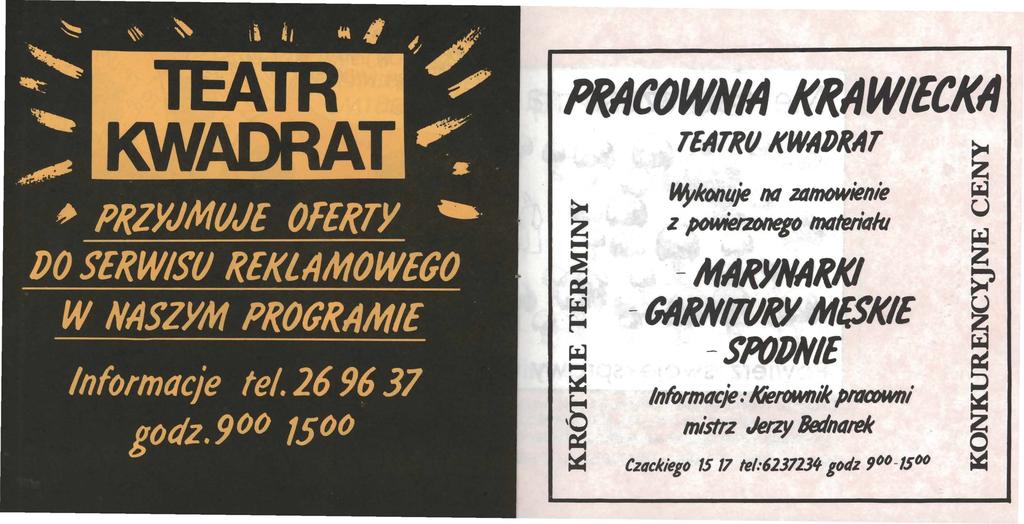 TEATR
KWADRAT
PRZYJMUJE OFERTY
DO SERWISU REKLAMOWEGO
W NASZYM PROGRAMIE
Informacje tel. 26 96 37
godz. 9⁰⁰ 15⁰⁰
PRACOWNIA KRAWIECKA
TEATRU KWADRAT
KRÓTKIE TERMINY
Wykonuje na zamowienie
z powierzonego materiału
- MARYNARKI
- GARNITURY MĘSKIE
- SPODNIE
Informacje: Kierownik pracowni
mistrz Jerzy Bednarek
Czackiego 15 17 tel: 6237234 godz 9⁰⁰-15⁰⁰
KONKURENCYJNE CENY